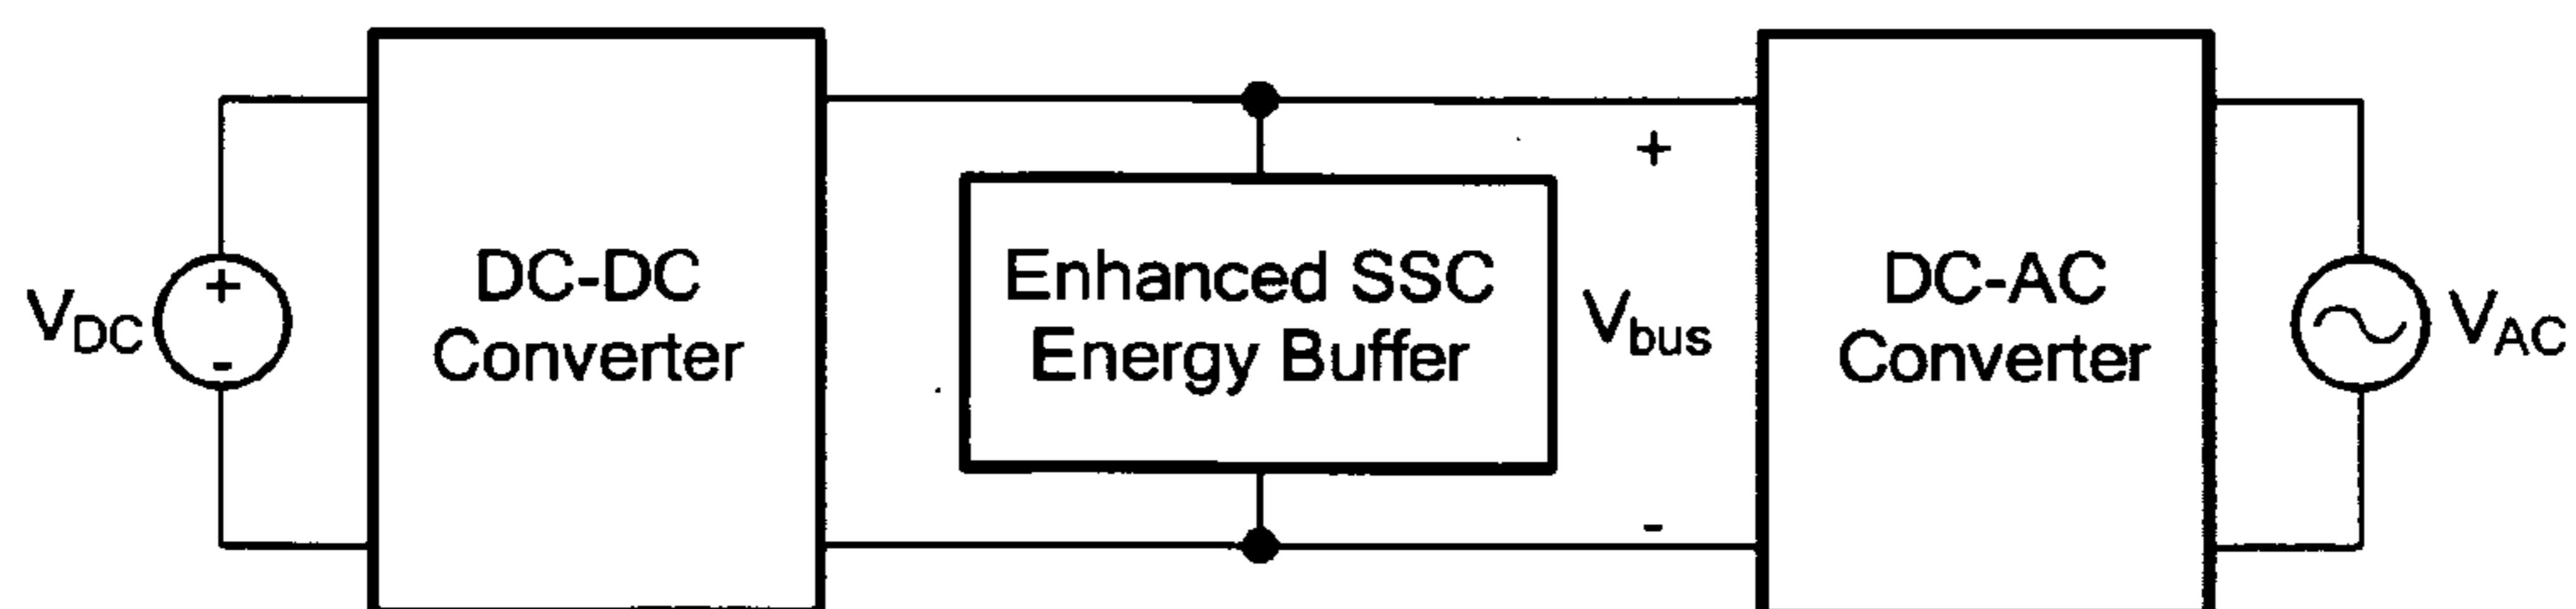 V_DC
+
-
DC-DC
Converter
Enhanced SSC
Energy Buffer
+
V_bus
-
DC-AC
Converter
V_AC